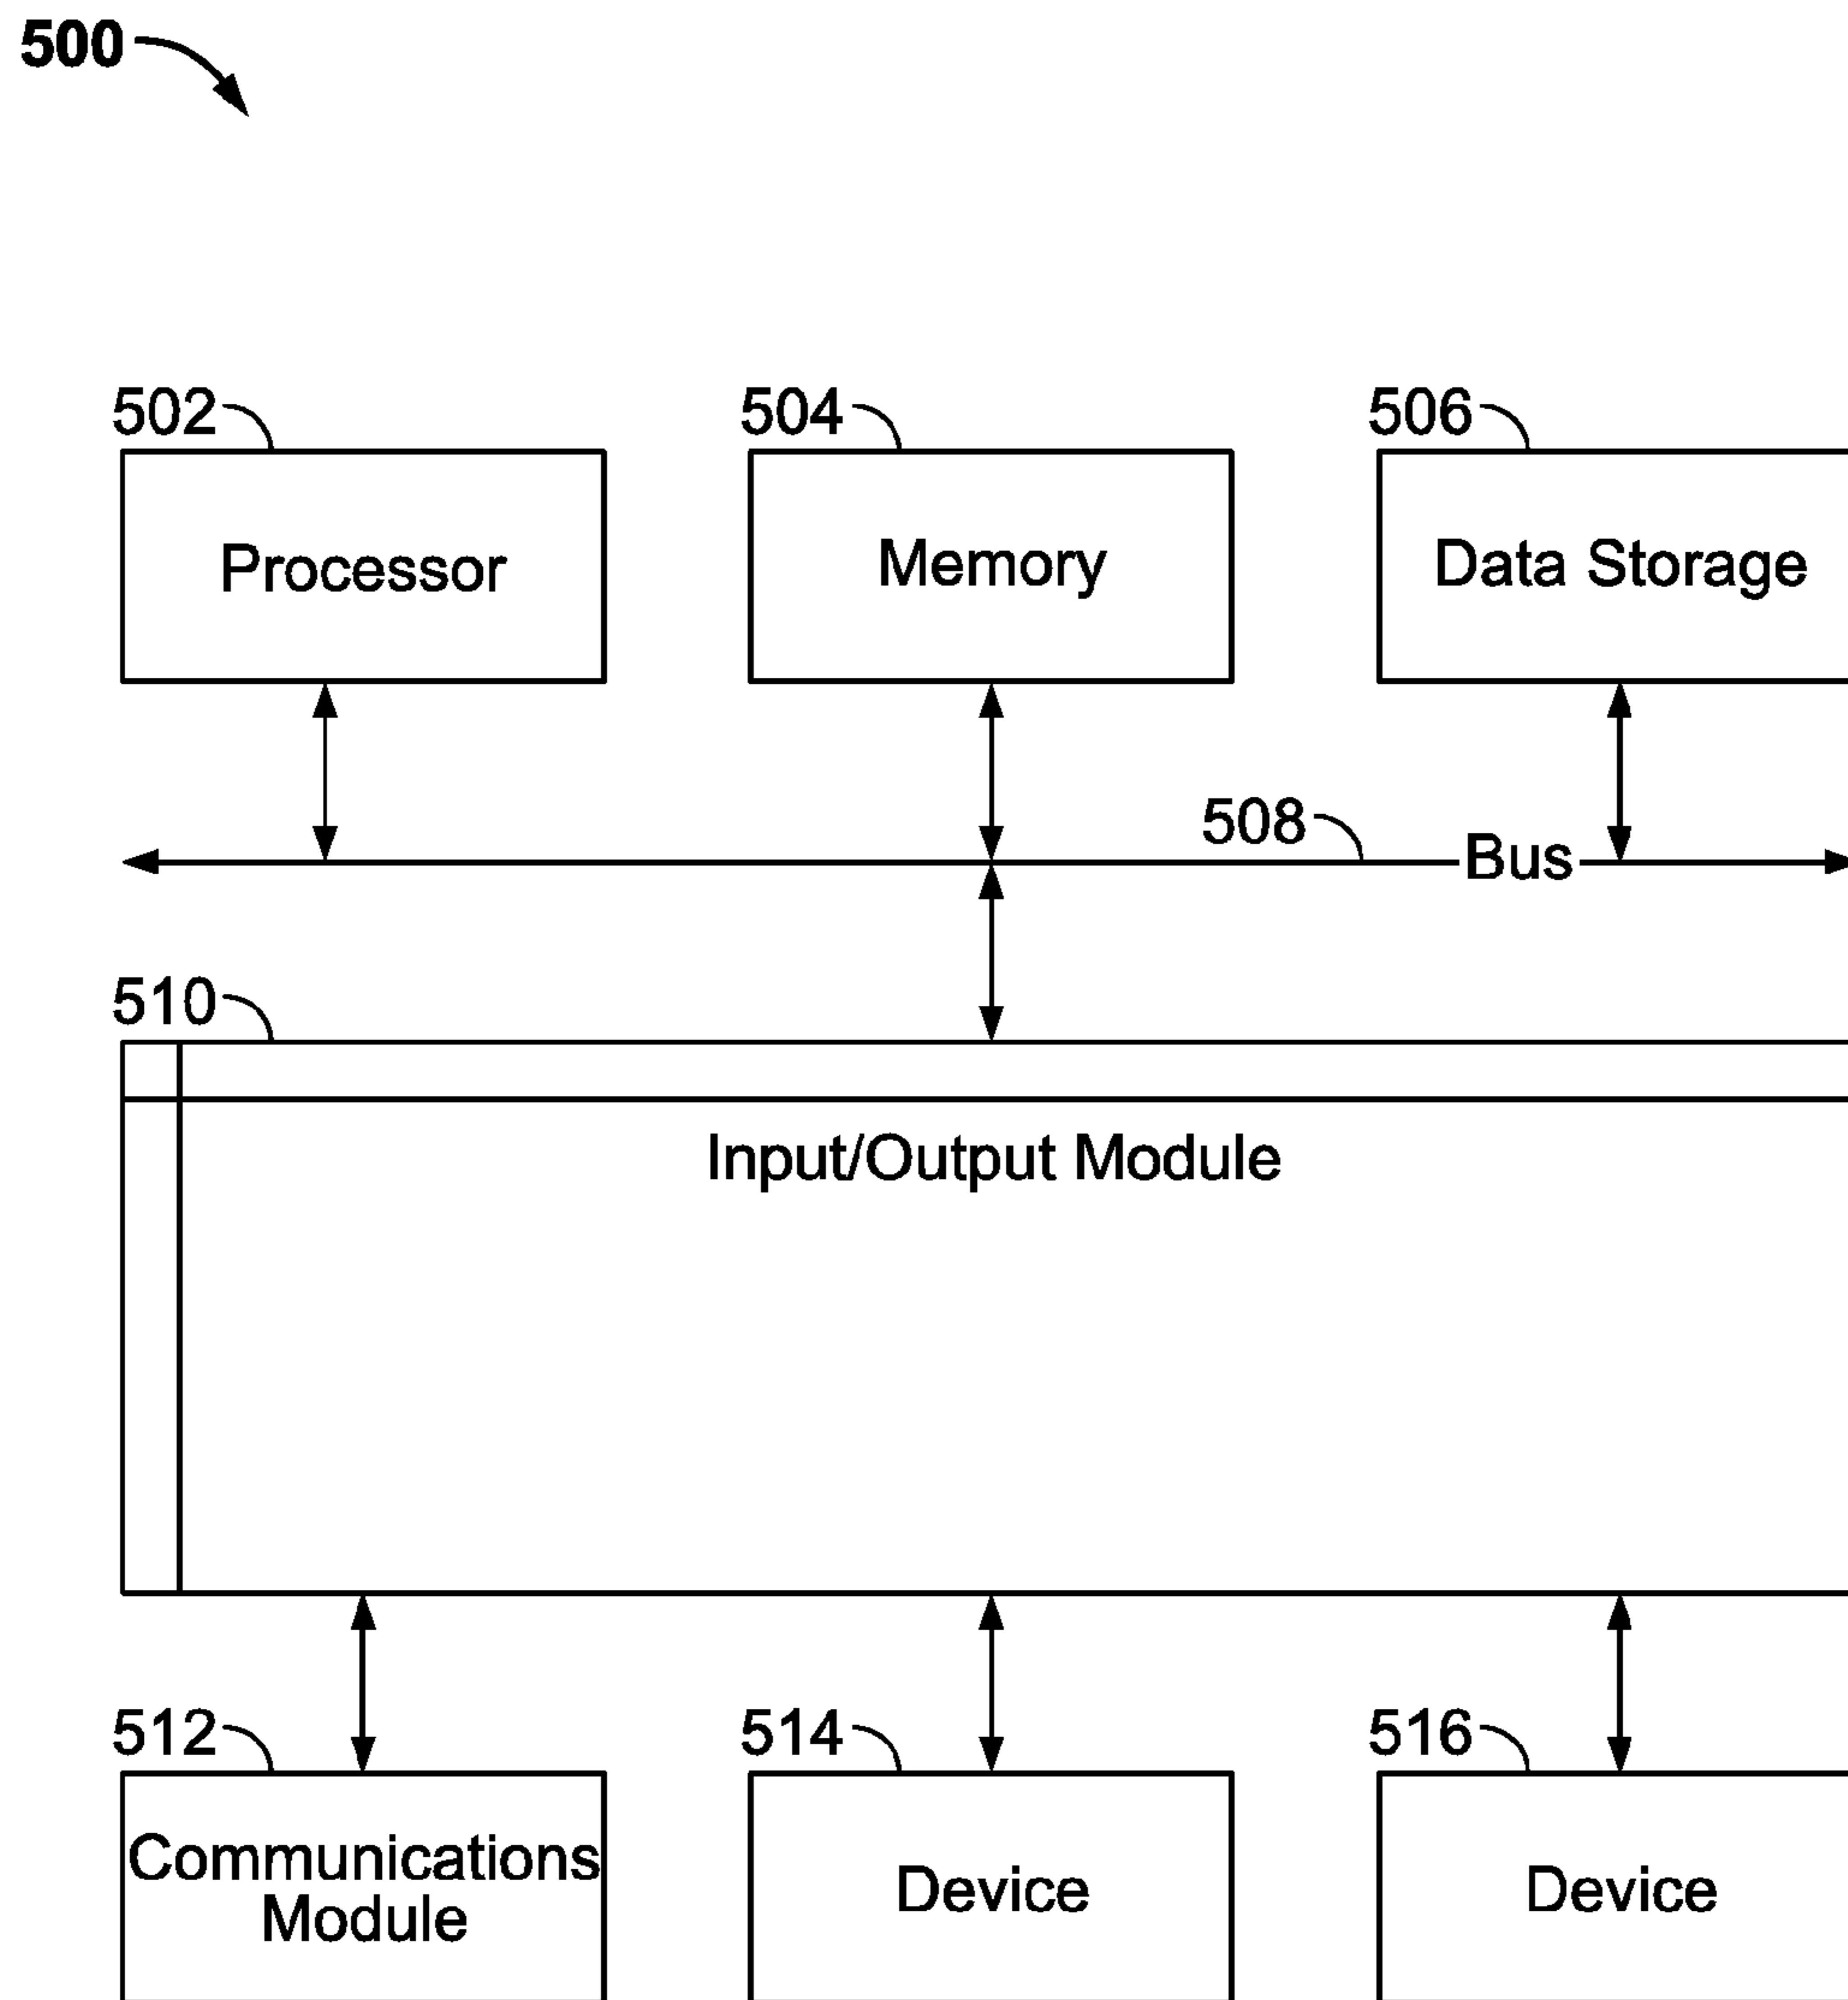 500
502
504
506
Processor
Memory
Data Storage
508
Bus
510
Input/Output Module
512
514
516
Communications
Module
Device
Device